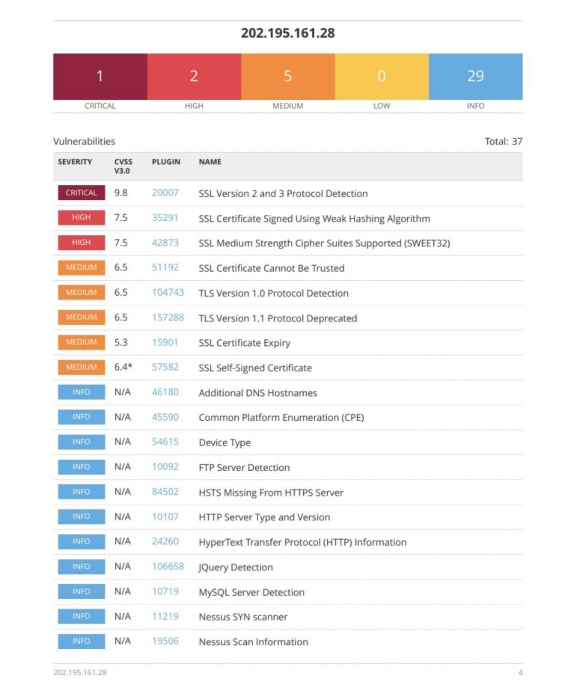 202.195.161.28
1 2 5 0 29
CRITICAL HIGH MEDIUM LOW INFO
Vulnerabilities Total: 37
SEVERITY CVSS V3.0 PLUGIN NAME
CRITICAL 9.8 20007 SSL Version 2 and 3 Protocol Detection
HIGH 7.5 35291 SSL Certificate Signed Using Weak Hashing Algorithm
HIGH 7.5 42873 SSL Medium Strength Cipher Suites Supported (SWEET32)
MEDIUM 6.5 51192 SSL Certificate Cannot Be Trusted
MEDIUM 6.5 104743 TLS Version 1.0 Protocol Detection
MEDIUM 6.5 157288 TLS Version 1.1 Protocol Deprecated
MEDIUM 5.3 15901 SSL Certificate Expiry
MEDIUM 6.4* 57582 SSL Self-Signed Certificate
INFO N/A 46180 Additional DNS Hostnames
INFO N/A 45590 Common Platform Enumeration (CPE)
INFO N/A 54615 Device Type
INFO N/A 10092 FTP Server Detection
INFO N/A 84502 HSTS Missing From HTTPS Server
INFO N/A 10107 HTTP Server Type and Version
INFO N/A 24260 HyperText Transfer Protocol (HTTP) Information
INFO N/A 106658 JQuery Detection
INFO N/A 10719 MySQL Server Detection
INFO N/A 11219 Nessus SYN scanner
INFO N/A 19506 Nessus Scan Information
202.195.161.28 4